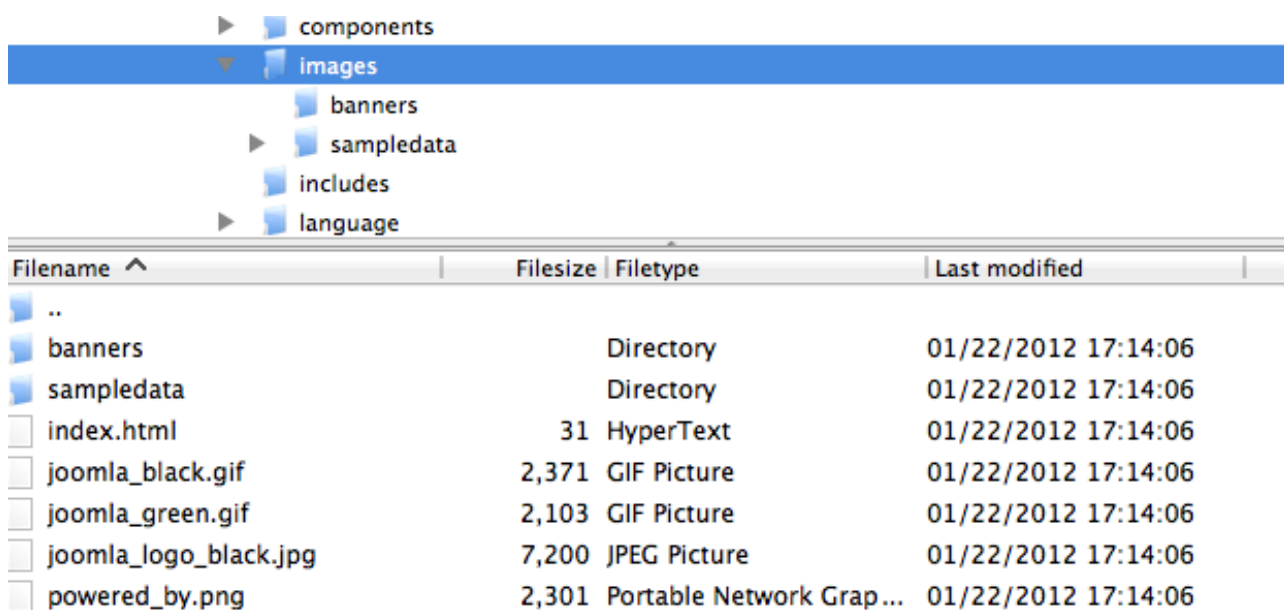 components
images
banners
sampledata
includes
language
Filename Filesize Filetype Last modified
..
banners Directory 01/22/2012 17:14:06
sampledata Directory 01/22/2012 17:14:06
index.html 31 HyperText 01/22/2012 17:14:06
joomla_black.gif 2,371 GIF Picture 01/22/2012 17:14:06
joomla_green.gif 2,103 GIF Picture 01/22/2012 17:14:06
joomla_logo_black.jpg 7,200 JPEG Picture 01/22/2012 17:14:06
powered_by.png 2,301 Portable Network Grap... 01/22/2012 17:14:06